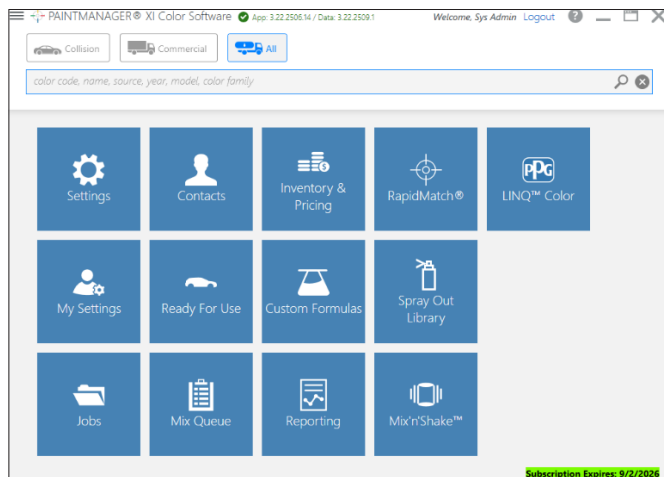 PAINTMANAGER® XI Color Software App: 3.22.2506.14 / Data: 3.22.2509.1 Welcome, Sys Admin Logout ?
Collision Commercial All
color code, name, source, year, model, color family
Settings Contacts Inventory & Pricing RapidMatch® PPG LINQ™ Color
My Settings Ready For Use Custom Formulas Spray Out Library
Jobs Mix Queue Reporting Mix'n'Shake™
Subscription Expires: 9/2/2026